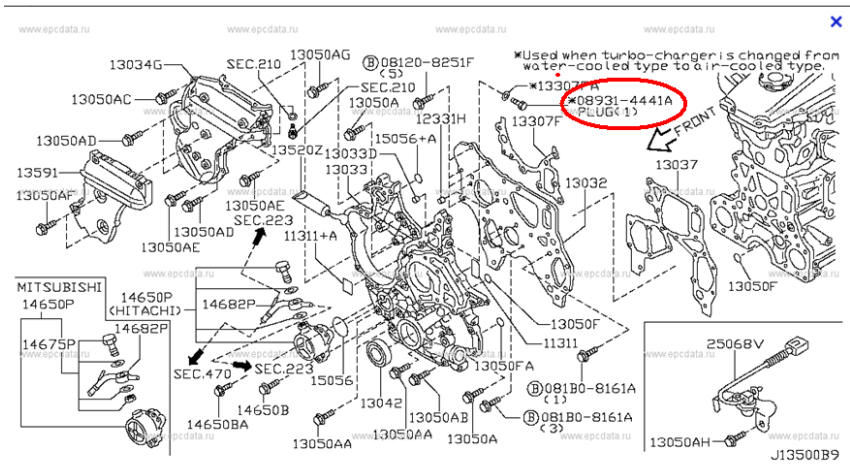 www.epcdata.ru www.epcdata.ru www.epcdata.ru www.epcdata.ru
*Used when turbo-charger is changed from
water-cooled type to air-cooled type.
13034G
SEC.210
13050AG
B 08120-8251F
(5)
SEC.210
13050A
*08931-4441A
PLUG(1)
FRONT
13050AC
12331H
13307F
15056+A
13050AD
13520Z
13033D
13033
13037
13591
13032
13050AF
13050AE
13050AD
13050AE
SEC.223
11311+A
MITSUBISHI
14650P
14650P
(HITACHI)
14682P
14682P
14675P
13050F
13050F
11311
13050FA
25068V
SEC.470
SEC.223
15056
13042
14650BA
14650B
B 081B0-8161A
(1)
B 081B0-8161A
(3)
13050AB
13050AA
13050AA
13050A
13050AH
J13500B9